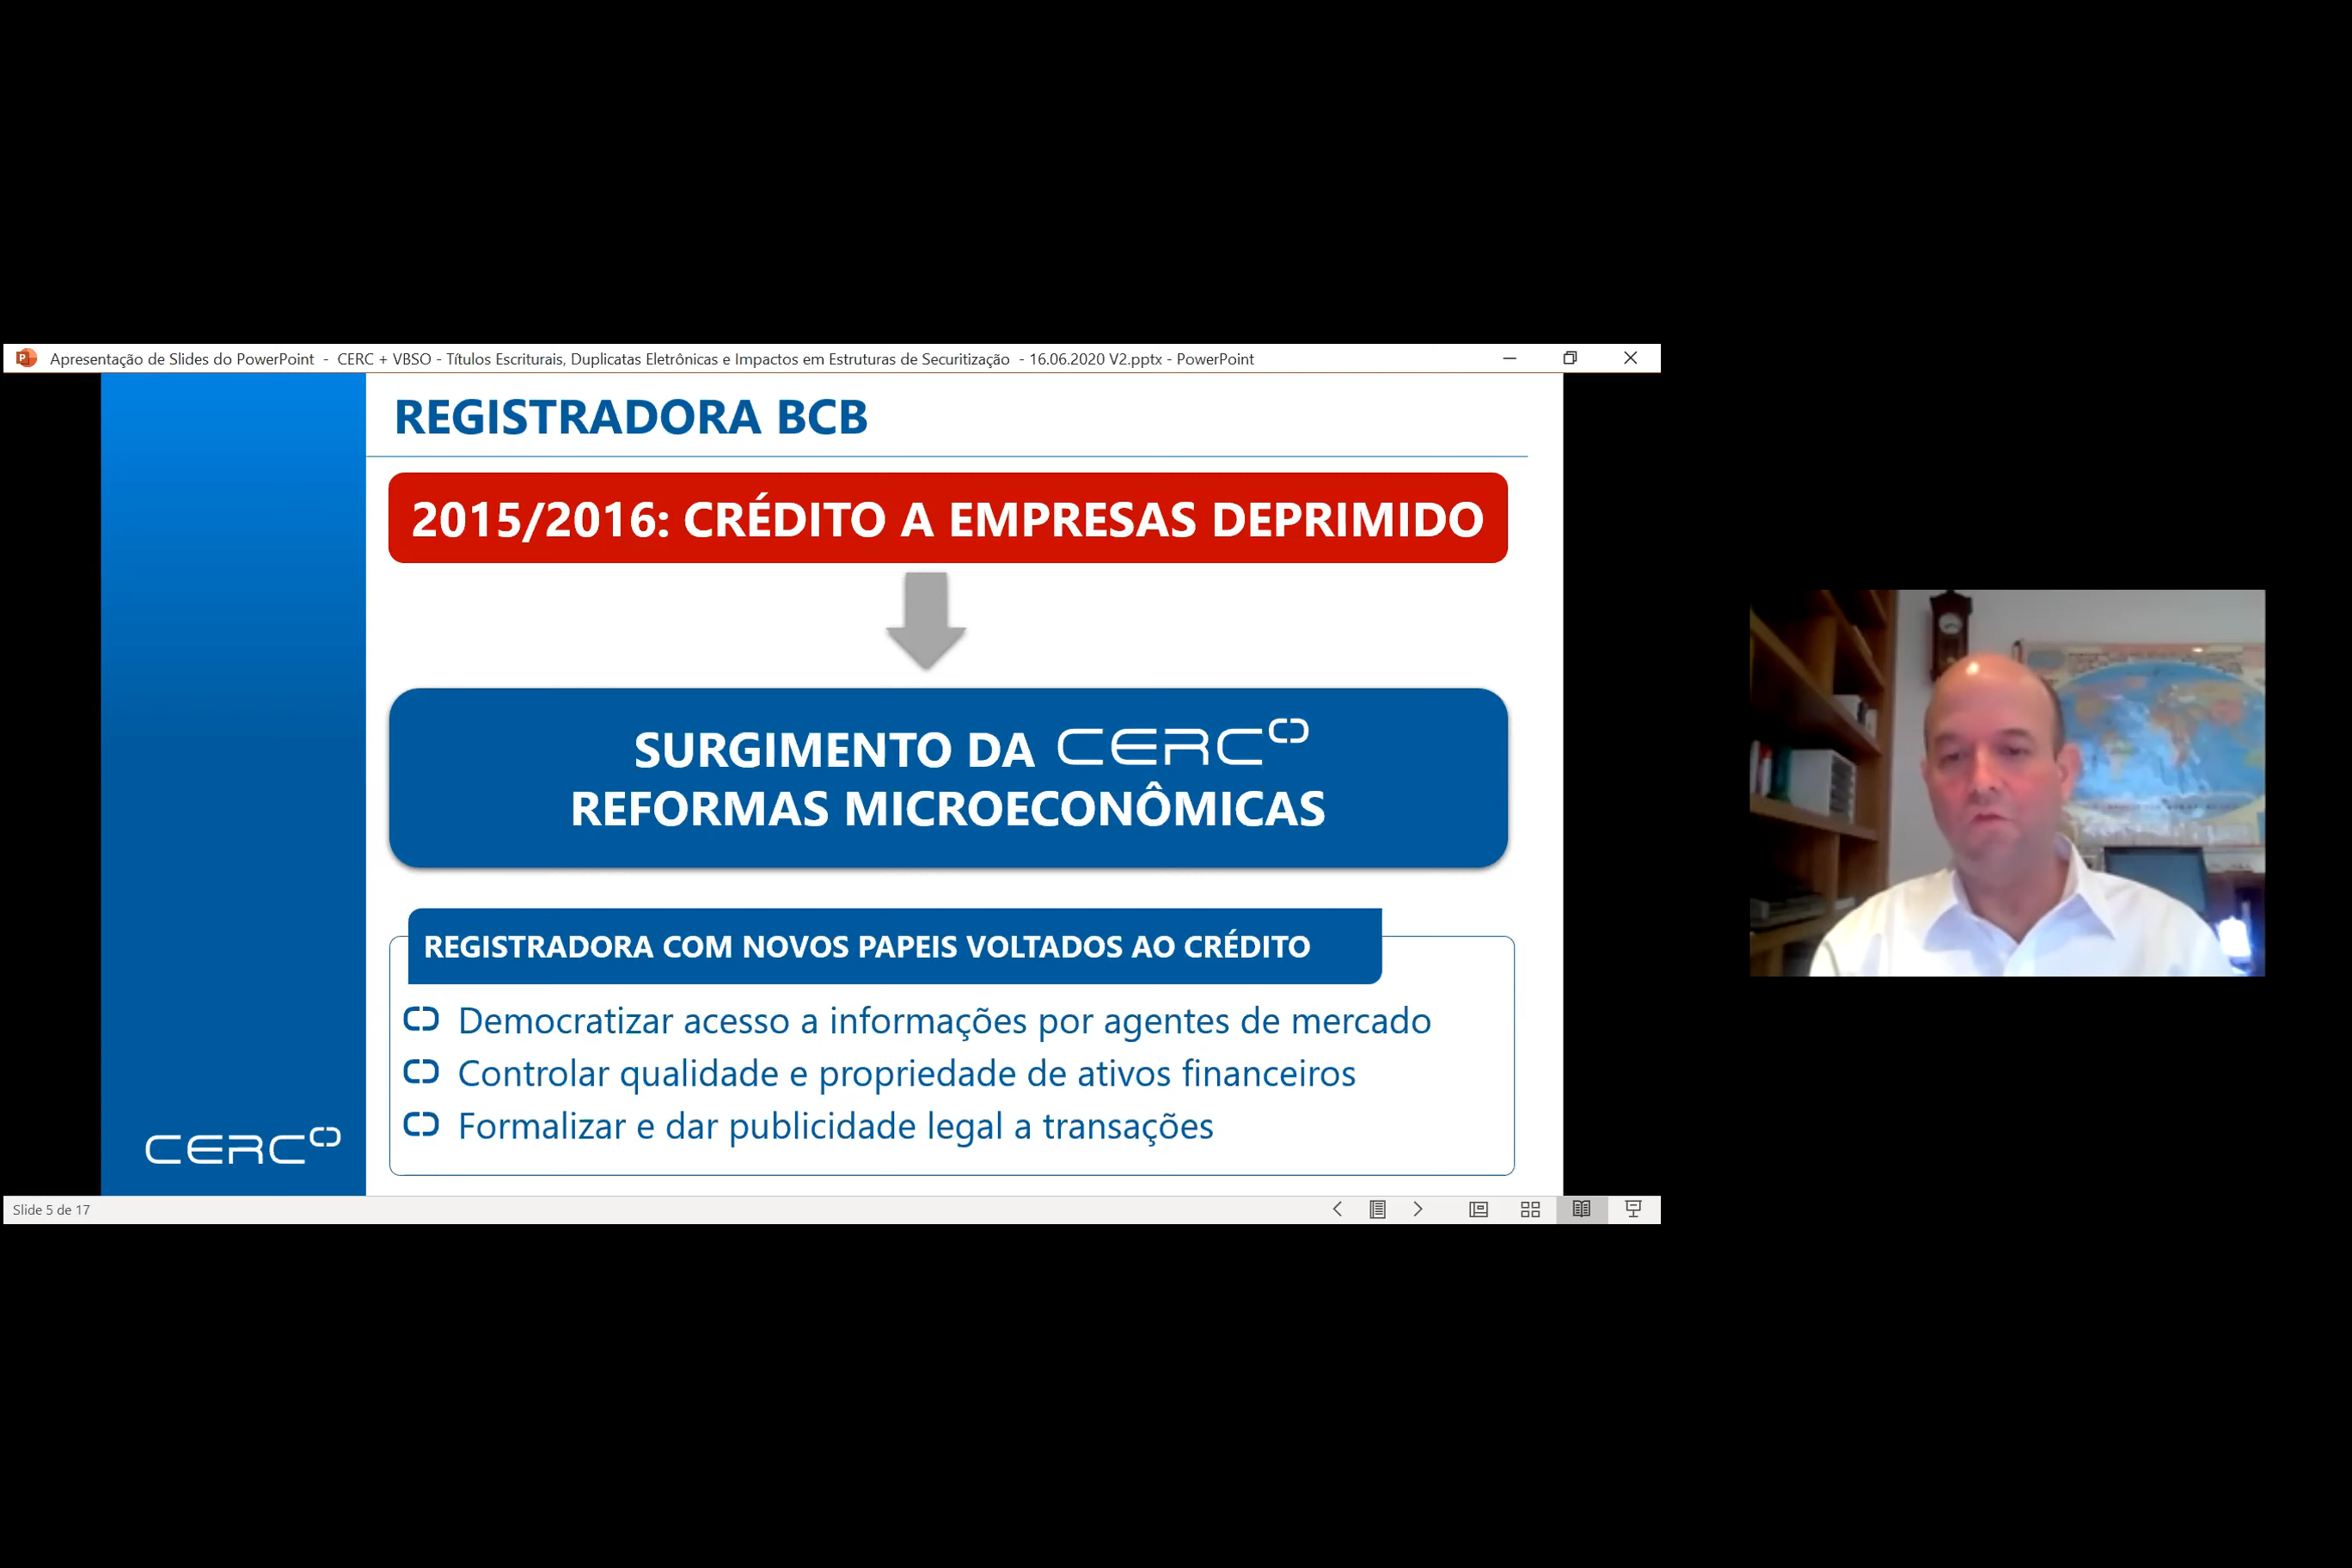 Apresentação de Slides do PowerPoint - CERC + VBSO - Títulos Escriturais, Duplicatas Eletrônicas e Impactos em Estruturas de Securitização - 16.06.2020 V2.pptx - PowerPoint
REGISTRADORA BCB
2015/2016: CRÉDITO A EMPRESAS DEPRIMIDO
SURGIMENTO DA CERC
REFORMAS MICROECONÔMICAS
REGISTRADORA COM NOVOS PAPEIS VOLTADOS AO CRÉDITO
Democratizar acesso a informações por agentes de mercado
Controlar qualidade e propriedade de ativos financeiros
Formalizar e dar publicidade legal a transações
CERC
Slide 5 de 17